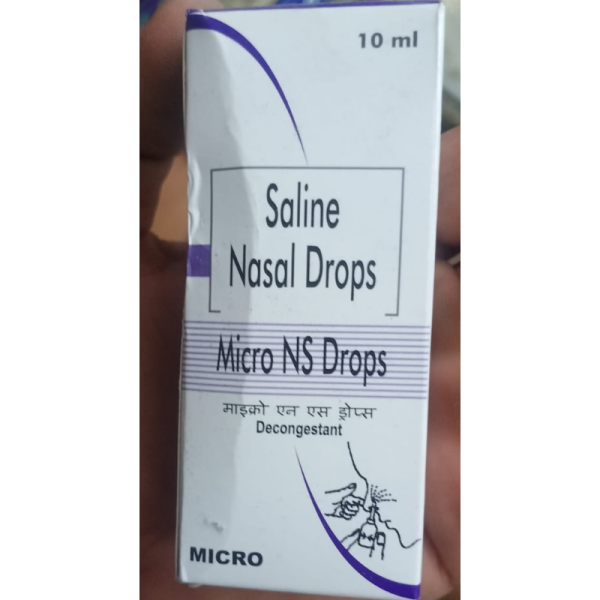 10 ml
Saline
Nasal Drops
Micro NS Drops
माइक्रो एन एस ड्रोप्स
Decongestant
MICRO